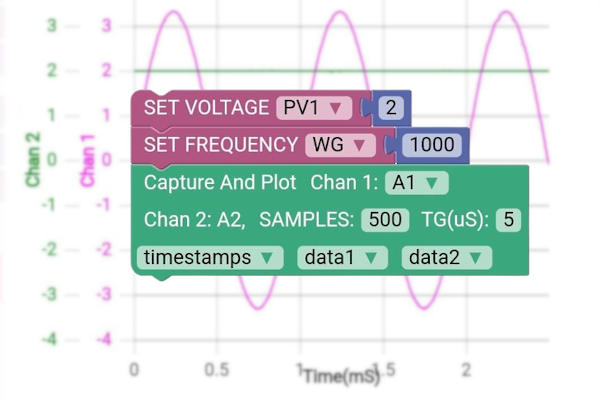 3 3
2 2
1 1
0 0
-1 -1
-2 -2
-3 -3
-4 -4
Chan 2
Chan 1
SET VOLTAGE PV1 ▼ 2
SET FREQUENCY WG ▼ 1000
Capture And Plot Chan 1: A1 ▼
Chan 2: A2, SAMPLES: 500 TG(uS): 5
timestamps ▼ data1 ▼ data2 ▼
0 0.5 1 1.5 2
Time(mS)